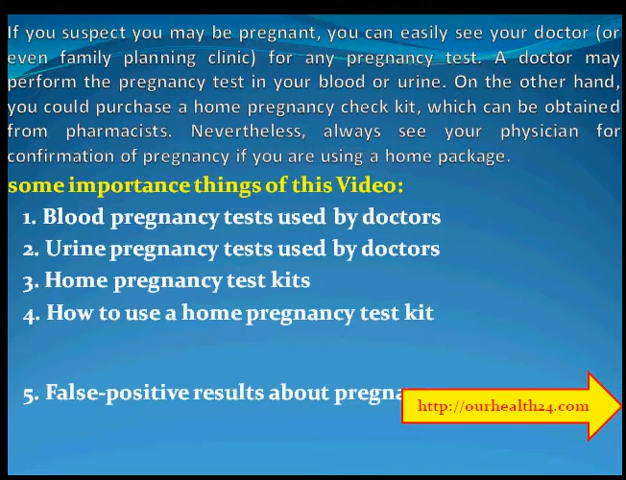 If you suspect you may be pregnant, you can easily see your doctor (or
even family planning clinic) for any pregnancy test. A doctor may
perform the pregnancy test in your blood or urine. On the other hand,
you could purchase a home pregnancy check kit, which can be obtained
from pharmacists. Nevertheless, always see your physician for
confirmation of pregnancy if you are using a home package.
some importance things of this Video:
1. Blood pregnancy tests used by doctors
2. Urine pregnancy tests used by doctors
3. Home pregnancy test kits
4. How to use a home pregnancy test kit
5. False-positive results about
http://ourhealth24.com